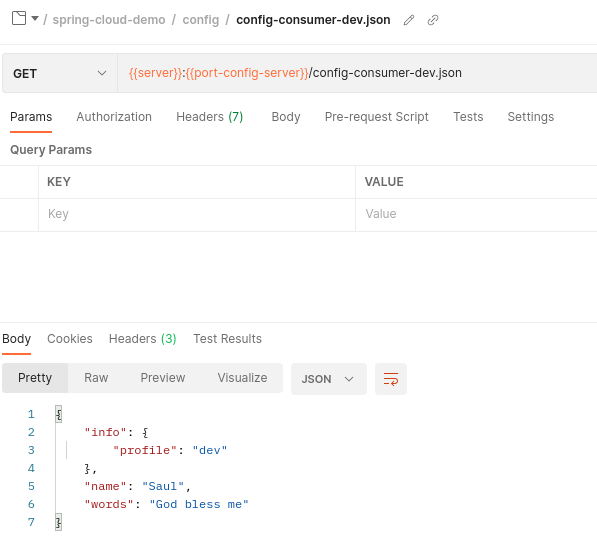 / spring-cloud-demo / config / config-consumer-dev.json
GET {{server}}:{{port-config-server}}/config-consumer-dev.json
Params Authorization Headers (7) Body Pre-request Script Tests Settings
Query Params
KEY VALUE
Key Value
Body Cookies Headers (3) Test Results
Pretty Raw Preview Visualize JSON
1 {
2 "info": {
3 "profile": "dev"
4 },
5 "name": "Saul",
6 "words": "God bless me"
7 }